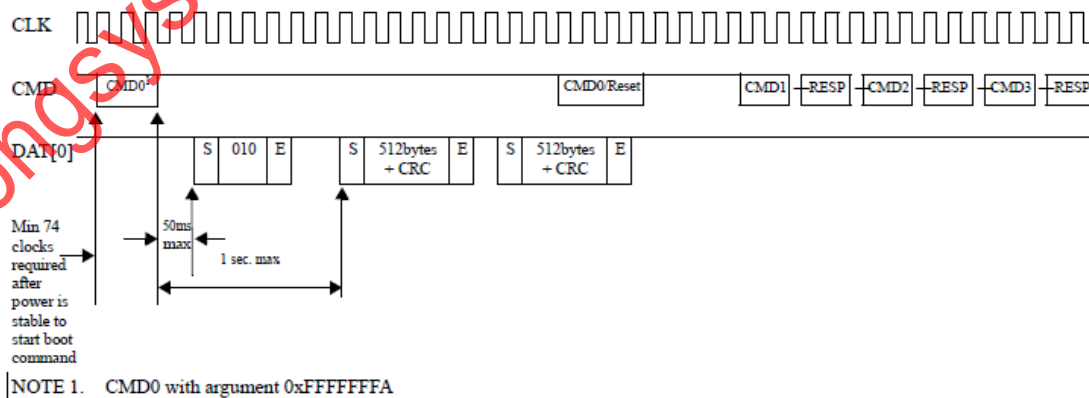 CLK
CMD
CMD0¹
CMD0/Reset
CMD1
RESP
CMD2
RESP
CMD3
RESP
DAT[0]
S
010
E
S
512bytes
+ CRC
E
S
512bytes
+ CRC
E
50ms
max
1 sec. max
Min 74
clocks
required
after
power is
stable to
start boot
command
NOTE 1. CMD0 with argument 0xFFFFFFFA